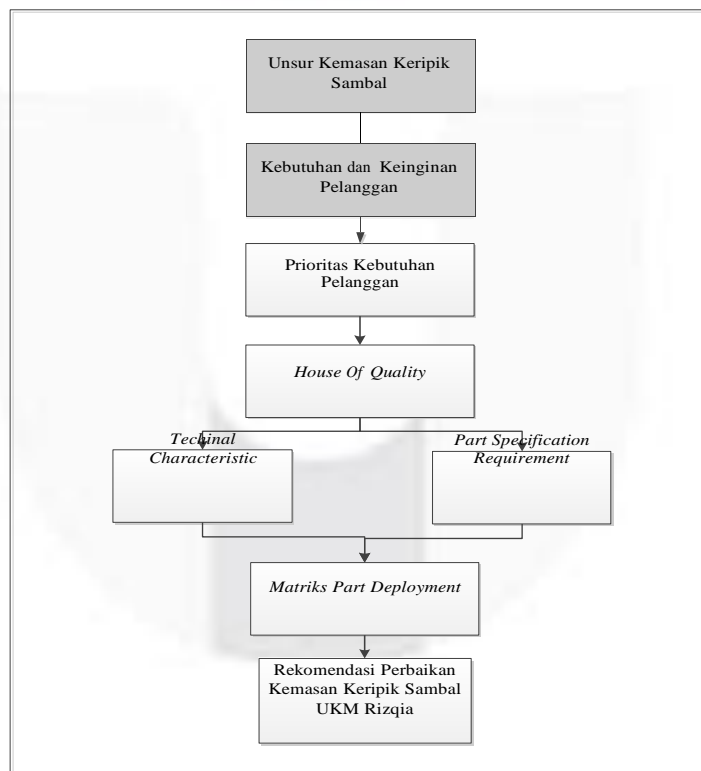 Unsur Kemasan Keripik
Sambal
Kebutuhan dan Keinginan
Pelanggan
Prioritas Kebutuhan
Pelanggan
House Of Quality
Techinal
Characteristic
Part Specification
Requirement
Matriks Part Deployment
Rekomendasi Perbaikan
Kemasan Keripik Sambal
UKM Rizqia